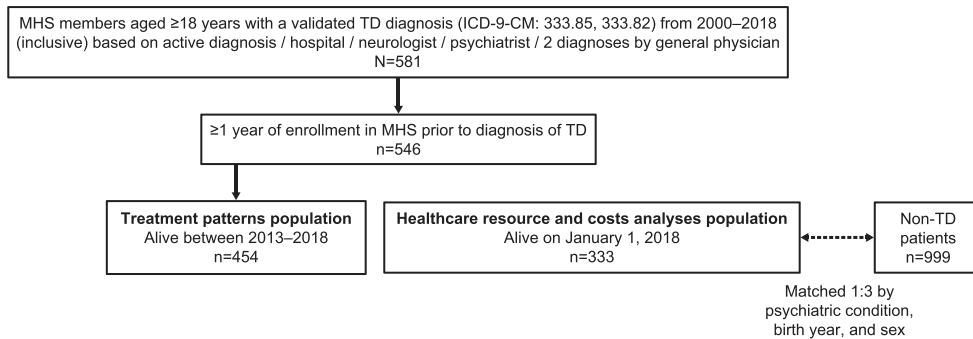 MHS members aged ≥18 years with a validated TD diagnosis (ICD-9-CM: 333.85, 333.82) from 2000–2018
(inclusive) based on active diagnosis / hospital / neurologist / psychiatrist / 2 diagnoses by general physician
N=581
≥1 year of enrollment in MHS prior to diagnosis of TD
n=546
Treatment patterns population
Alive between 2013–2018
n=454
Healthcare resource and costs analyses population
Alive on January 1, 2018
n=333
Non-TD
patients
n=999
Matched 1:3 by
psychiatric condition,
birth year, and sex